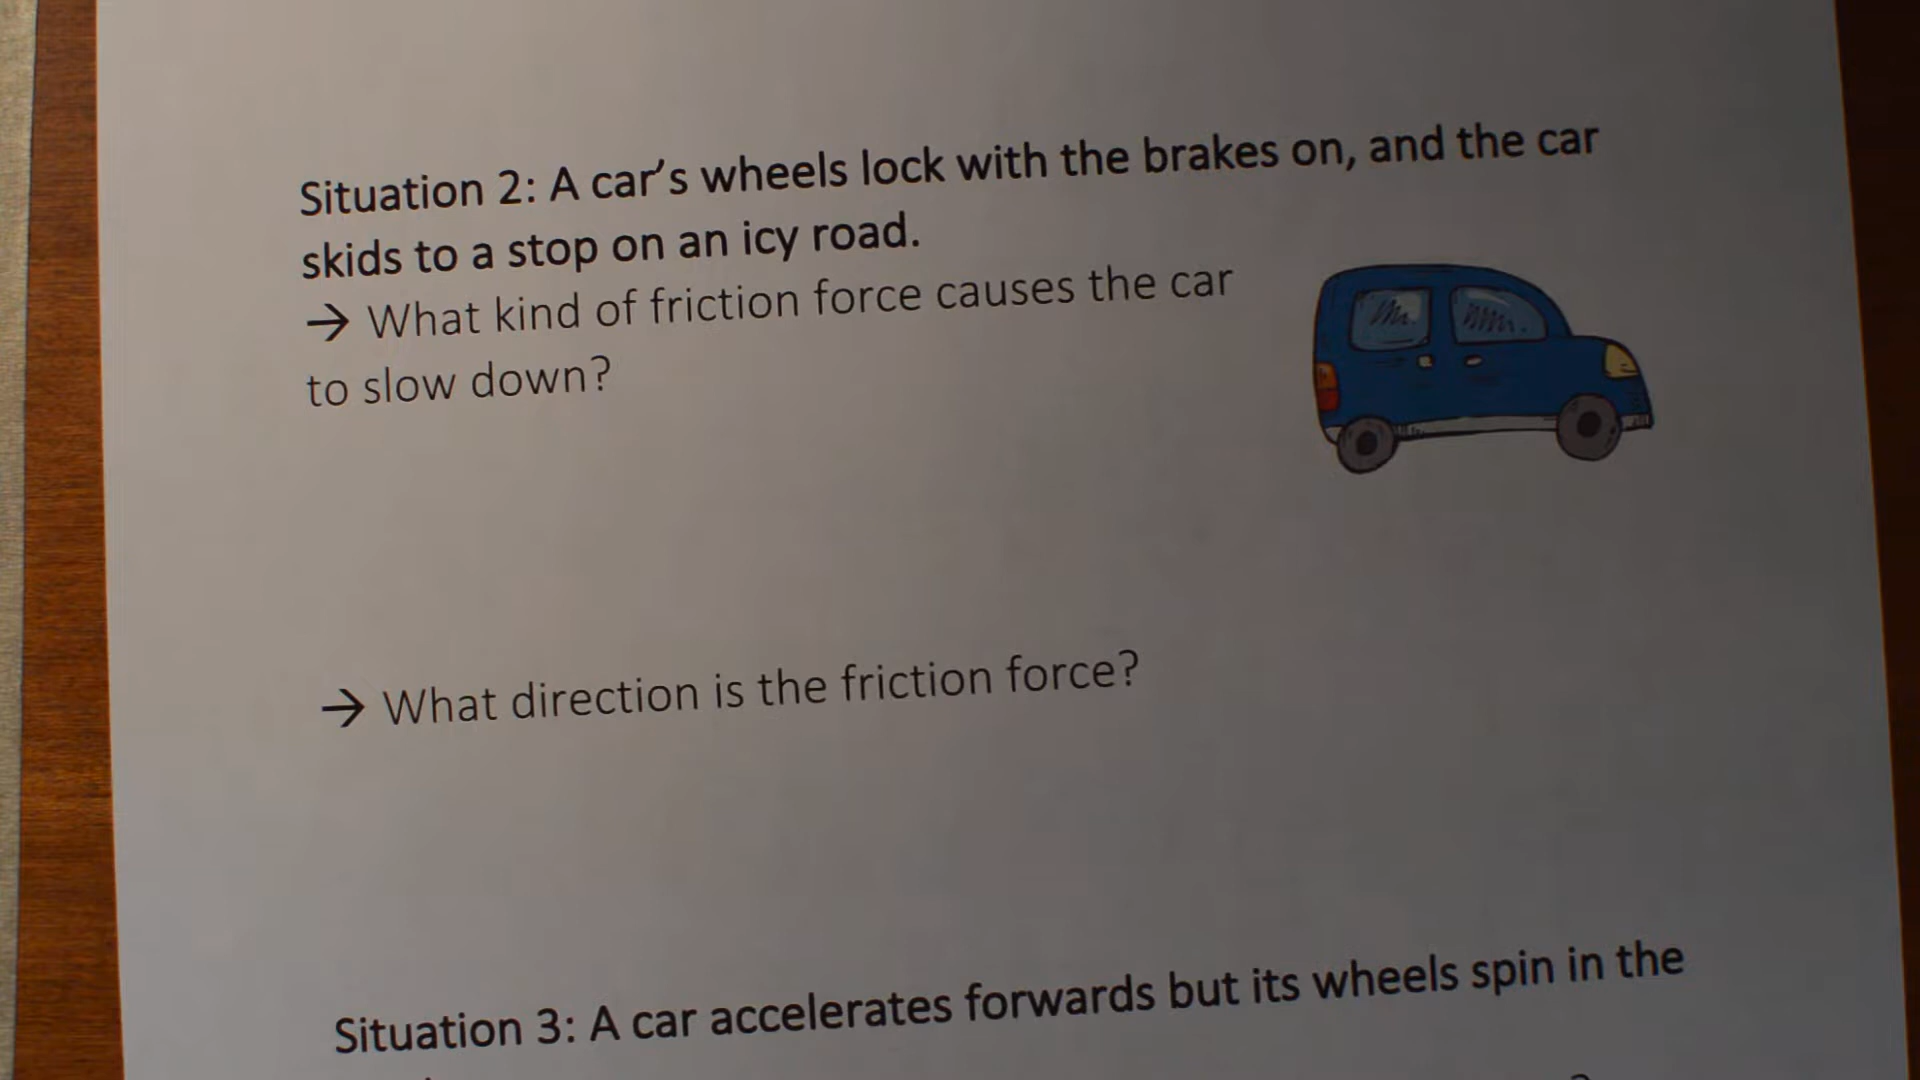 Situation 2: A car’s wheels lock with the brakes on, and the car
skids to a stop on an icy road.
→ What kind of friction force causes the car
to slow down?
→ What direction is the friction force?
Situation 3: A car accelerates forwards but its wheels spin in the